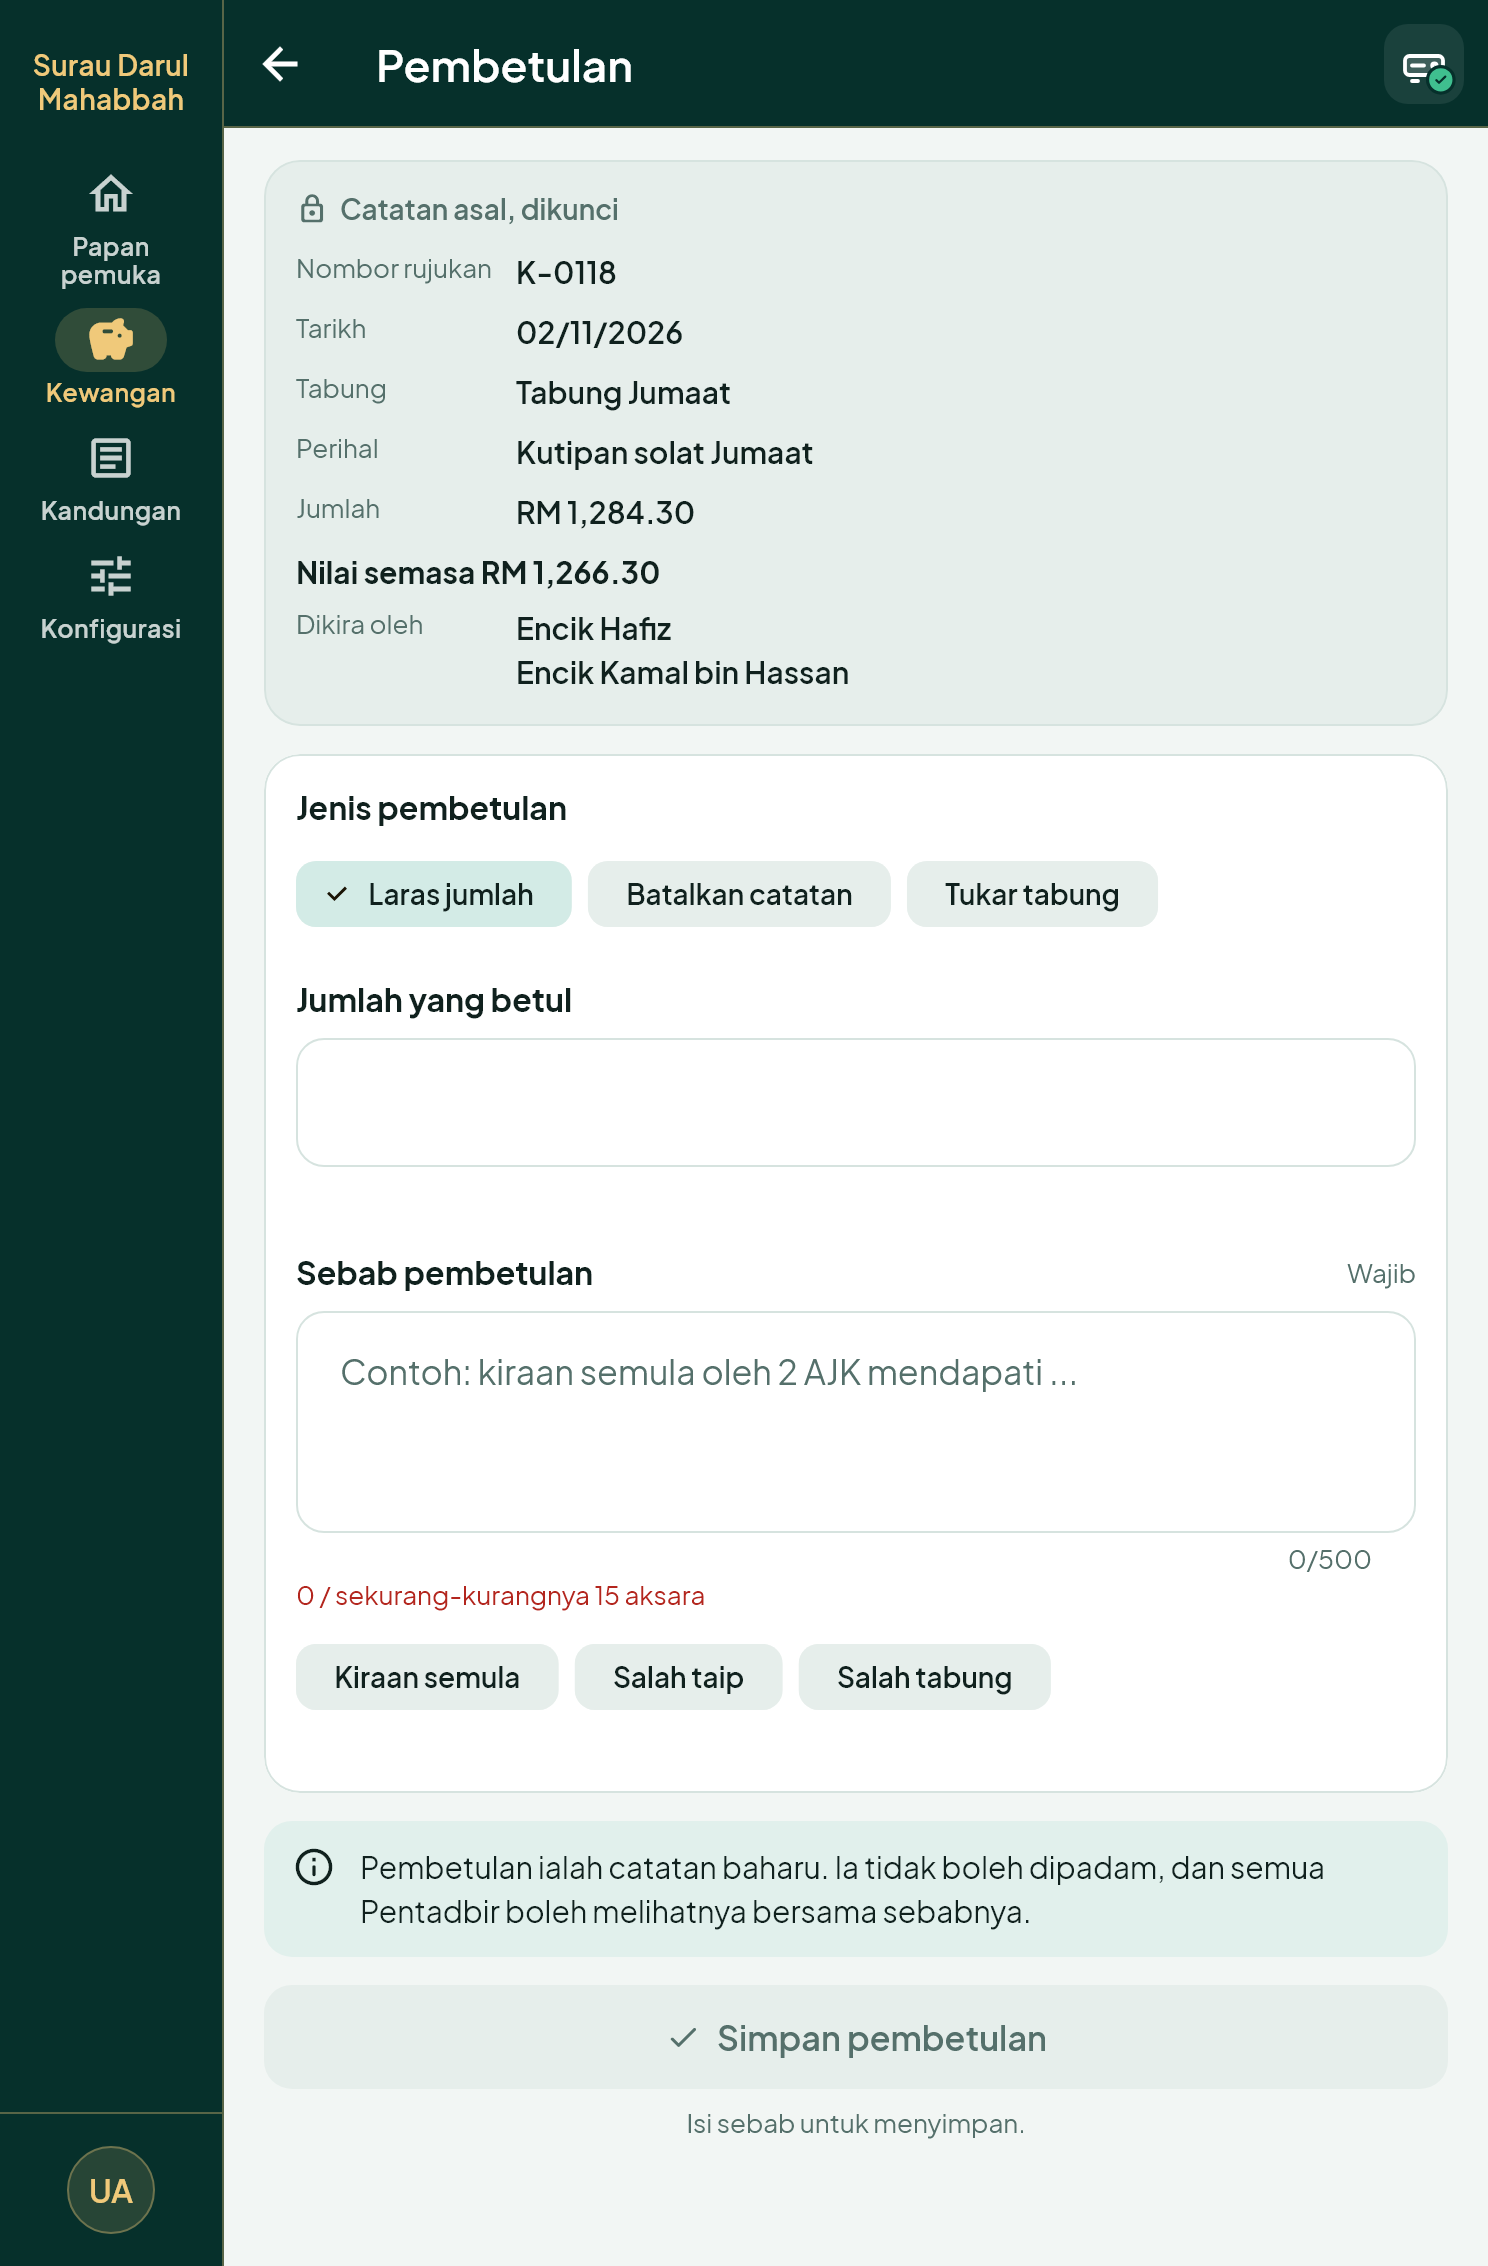 Surau Darul
Mahabbah
Papan
pemuka
Kewangan
Kandungan
Konfigurasi
UA
Pembetulan
Catatan asal, dikunci
Nombor rujukan K-0118
Tarikh 02/11/2026
Tabung Tabung Jumaat
Perihal Kutipan solat Jumaat
Jumlah RM 1,284.30
Nilai semasa RM 1,266.30
Dikira oleh Encik Hafiz
Encik Kamal bin Hassan
Jenis pembetulan
Laras jumlah Batalkan catatan Tukar tabung
Jumlah yang betul
Sebab pembetulan Wajib
Contoh: kiraan semula oleh 2 AJK mendapati ...
0/500
0 / sekurang-kurangnya 15 aksara
Kiraan semula Salah taip Salah tabung
Pembetulan ialah catatan baharu. Ia tidak boleh dipadam, dan semua
Pentadbir boleh melihatnya bersama sebabnya.
Simpan pembetulan
Isi sebab untuk menyimpan.